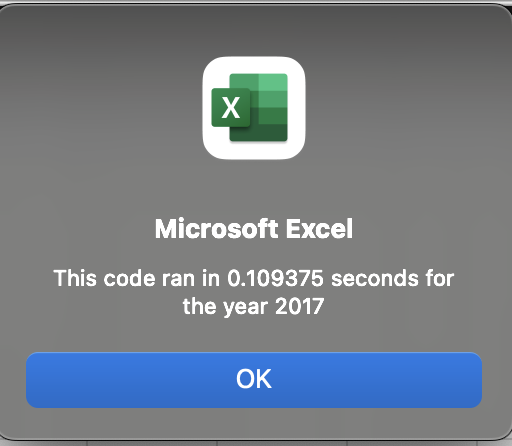 X
Microsoft Excel
This code ran in 0.109375 seconds for
the year 2017
OK